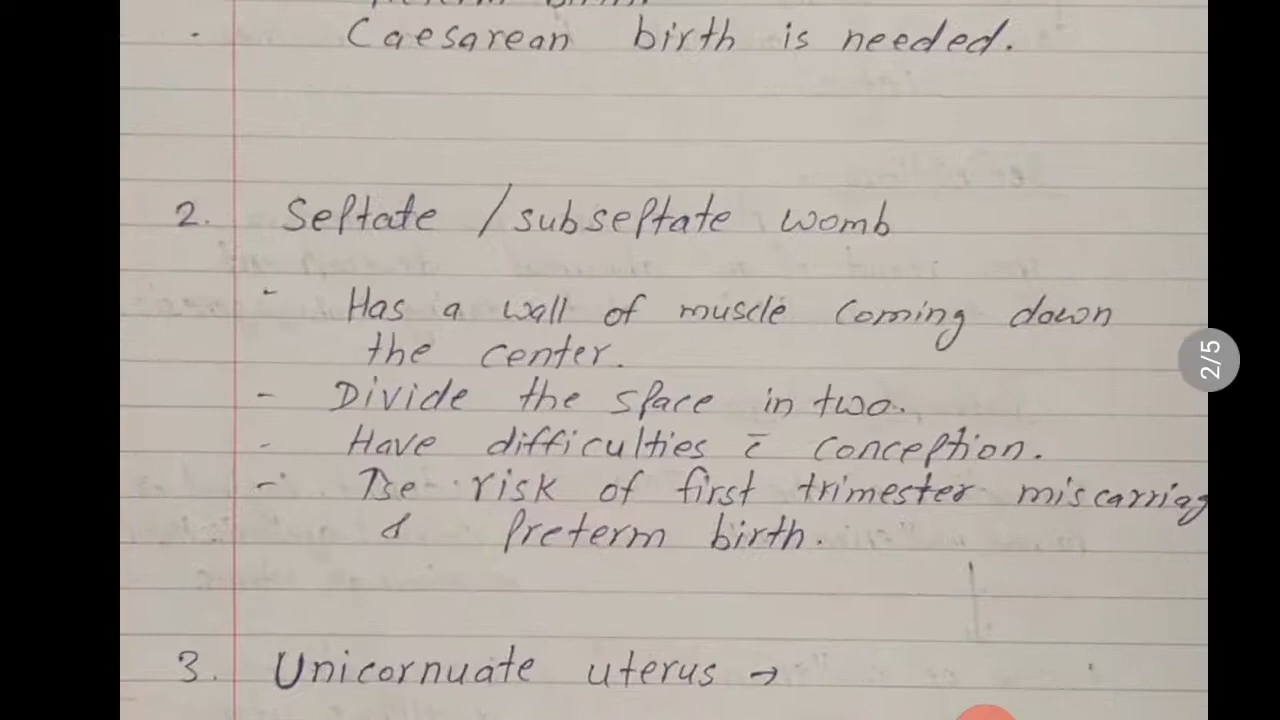 Caesarean birth is needed.
2. Septate / subseptate womb
- Has a wall of muscle coming down
the center.
- Divide the space in two.
- Have difficulties c̄ conception.
- ↑se risk of first trimester miscarriag
& Preterm birth.
2/5
3. Unicornuate uterus →